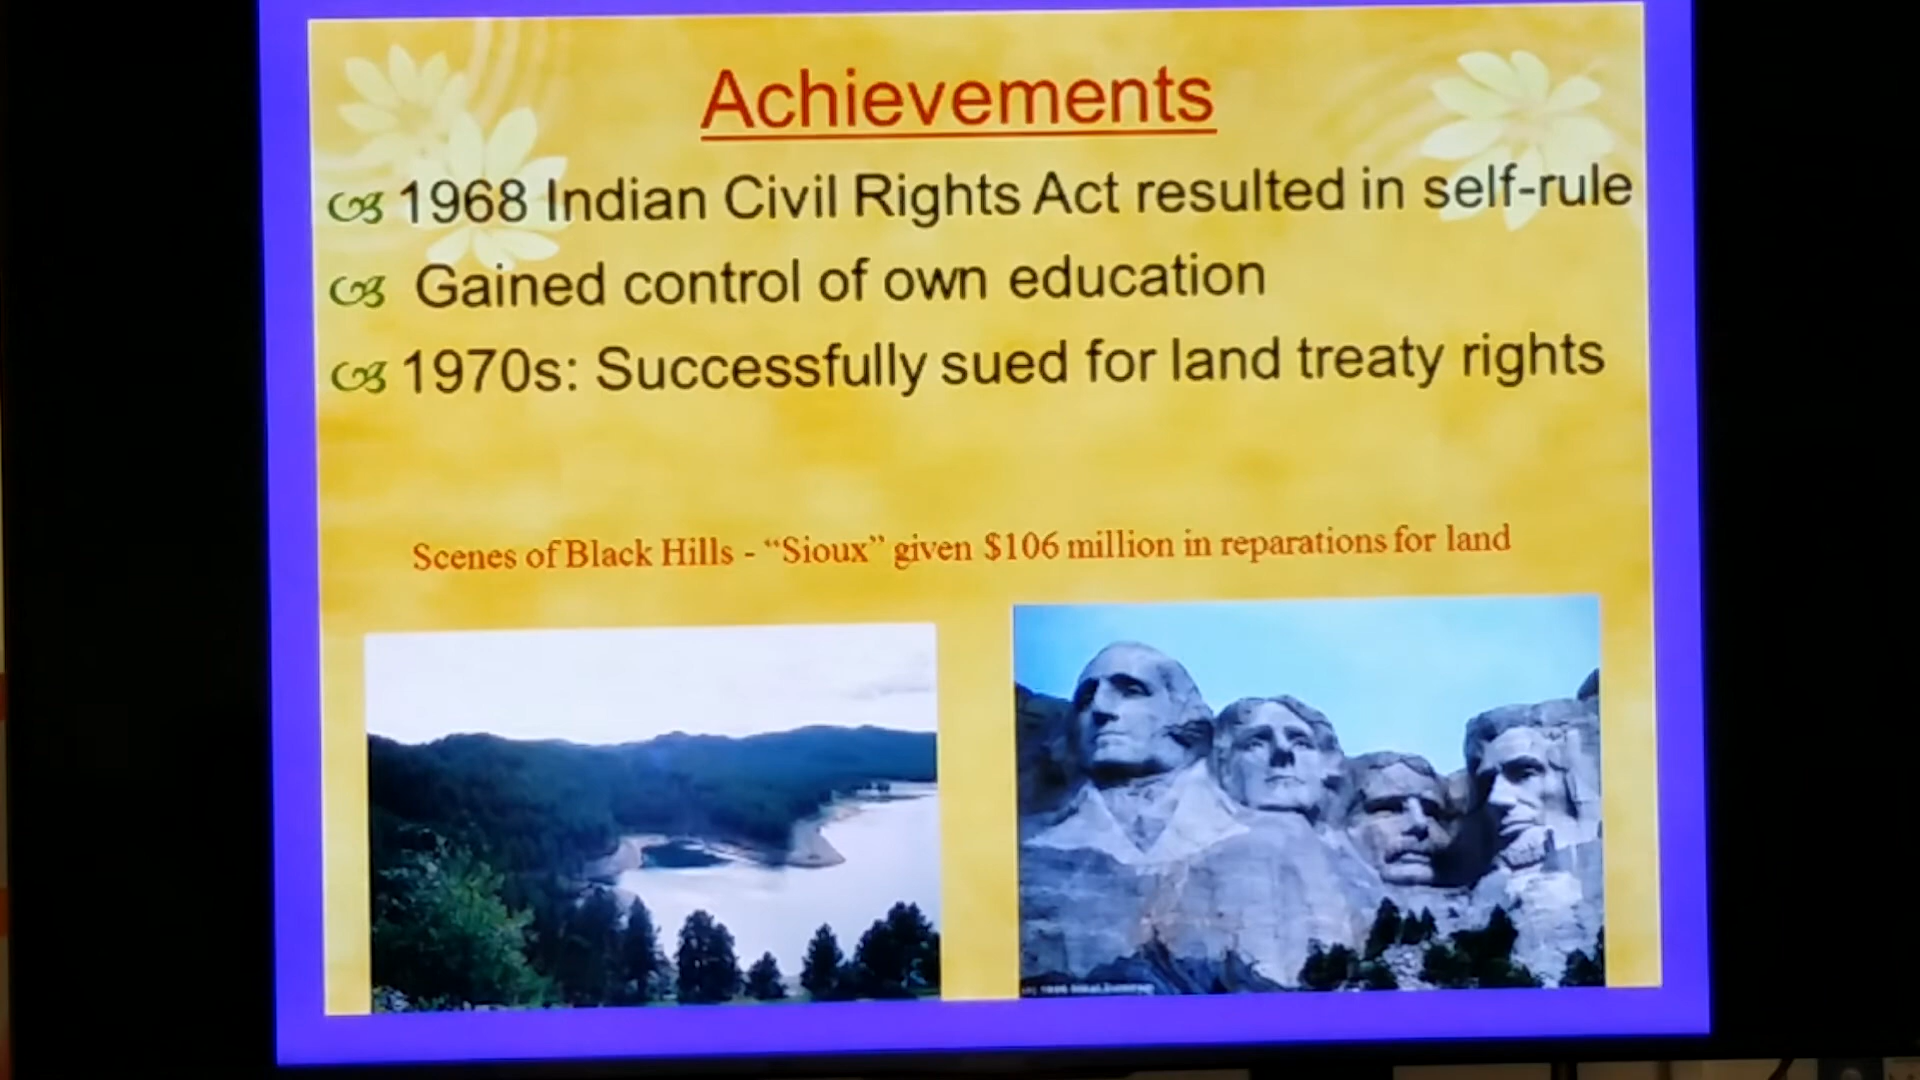 Achievements
1968 Indian Civil Rights Act resulted in self-rule
Gained control of own education
1970s: Successfully sued for land treaty rights
Scenes of Black Hills - “Sioux” given $106 million in reparations for land